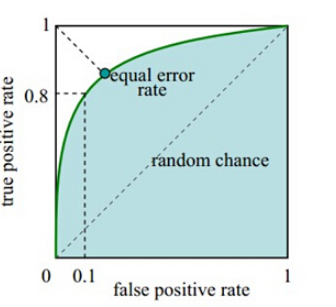 1
equal error
rate
0.8
true positive rate
random chance
0
0.1
1
false positive rate